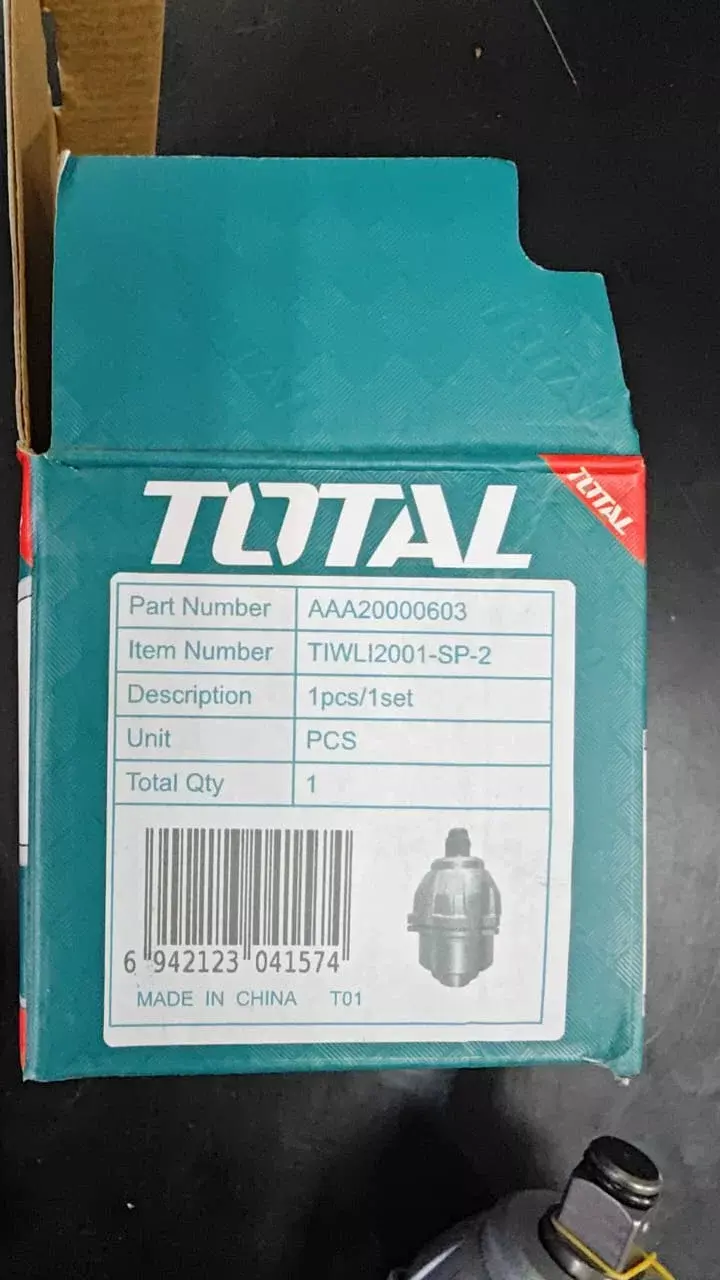 TOTAL
TOTAL
Part Number AAA20000603
Item Number TIWLI2001-SP-2
Description 1pcs/1set
Unit PCS
Total Qty 1
6 942123 041574
MADE IN CHINA T01